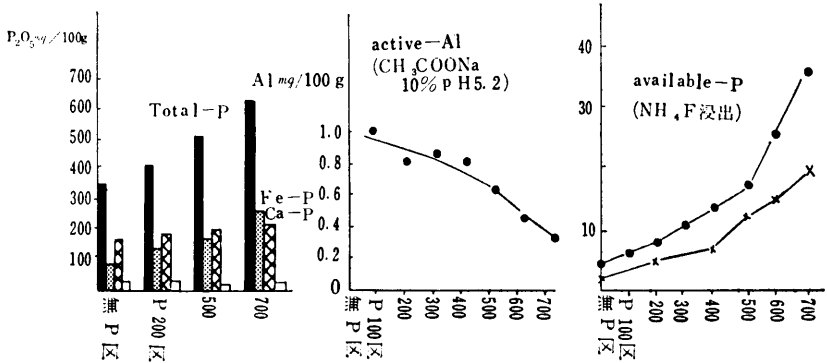 P₂O₅mg/100g
700
600
500
400
300
200
100
Total-P
Fe-P
Ca-P
無P区
P 200区
500
700
active-Al
(CH₃COONa
10% pH5.2)
Al mg/100g
1.0
0.8
0.6
0.4
0.2
0
無P区
P 100区
200
300
400
500
600
700
available-P
(NH₄F浸出)
40
30
10
無P区
P 100区
200
300
400
500
600
700